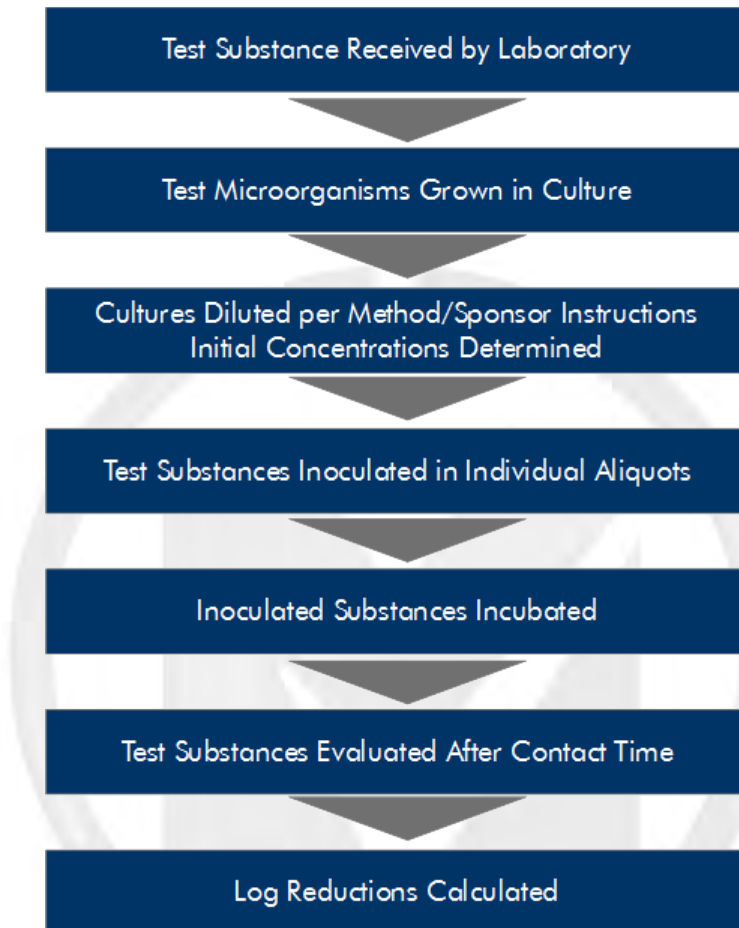 Test Substance Received by Laboratory
Test Microorganisms Grown in Culture
Cultures Diluted per Method/Sponsor Instructions
Initial Concentrations Determined
Test Substances Inoculated in Individual Aliquots
Inoculated Substances Incubated
Test Substances Evaluated After Contact Time
Log Reductions Calculated